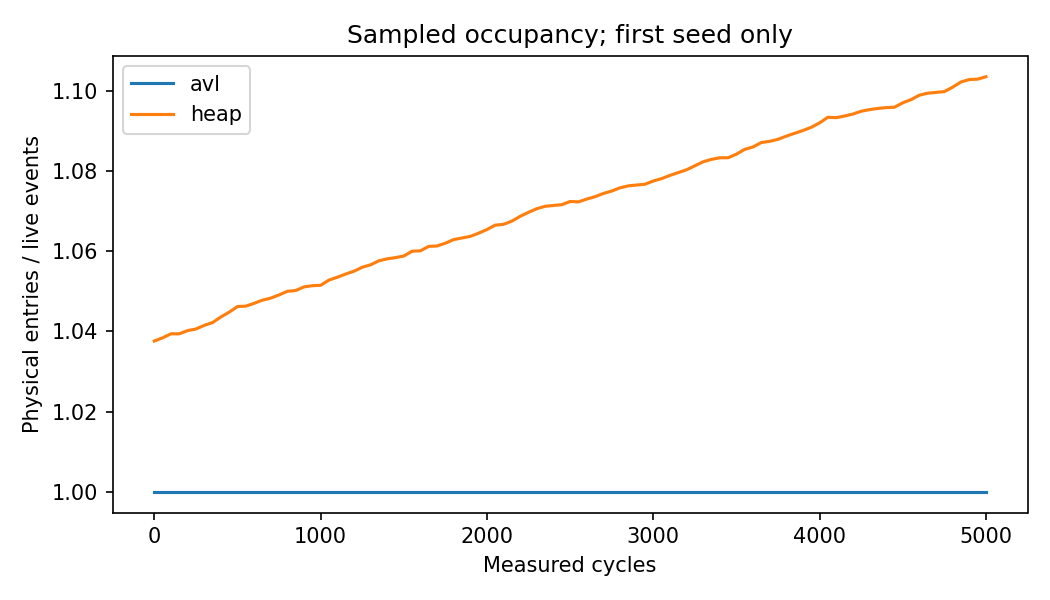 Sampled occupancy; first seed only
avl
heap
Physical entries / live events
1.10
1.08
1.06
1.04
1.02
1.00
0 1000 2000 3000 4000 5000
Measured cycles